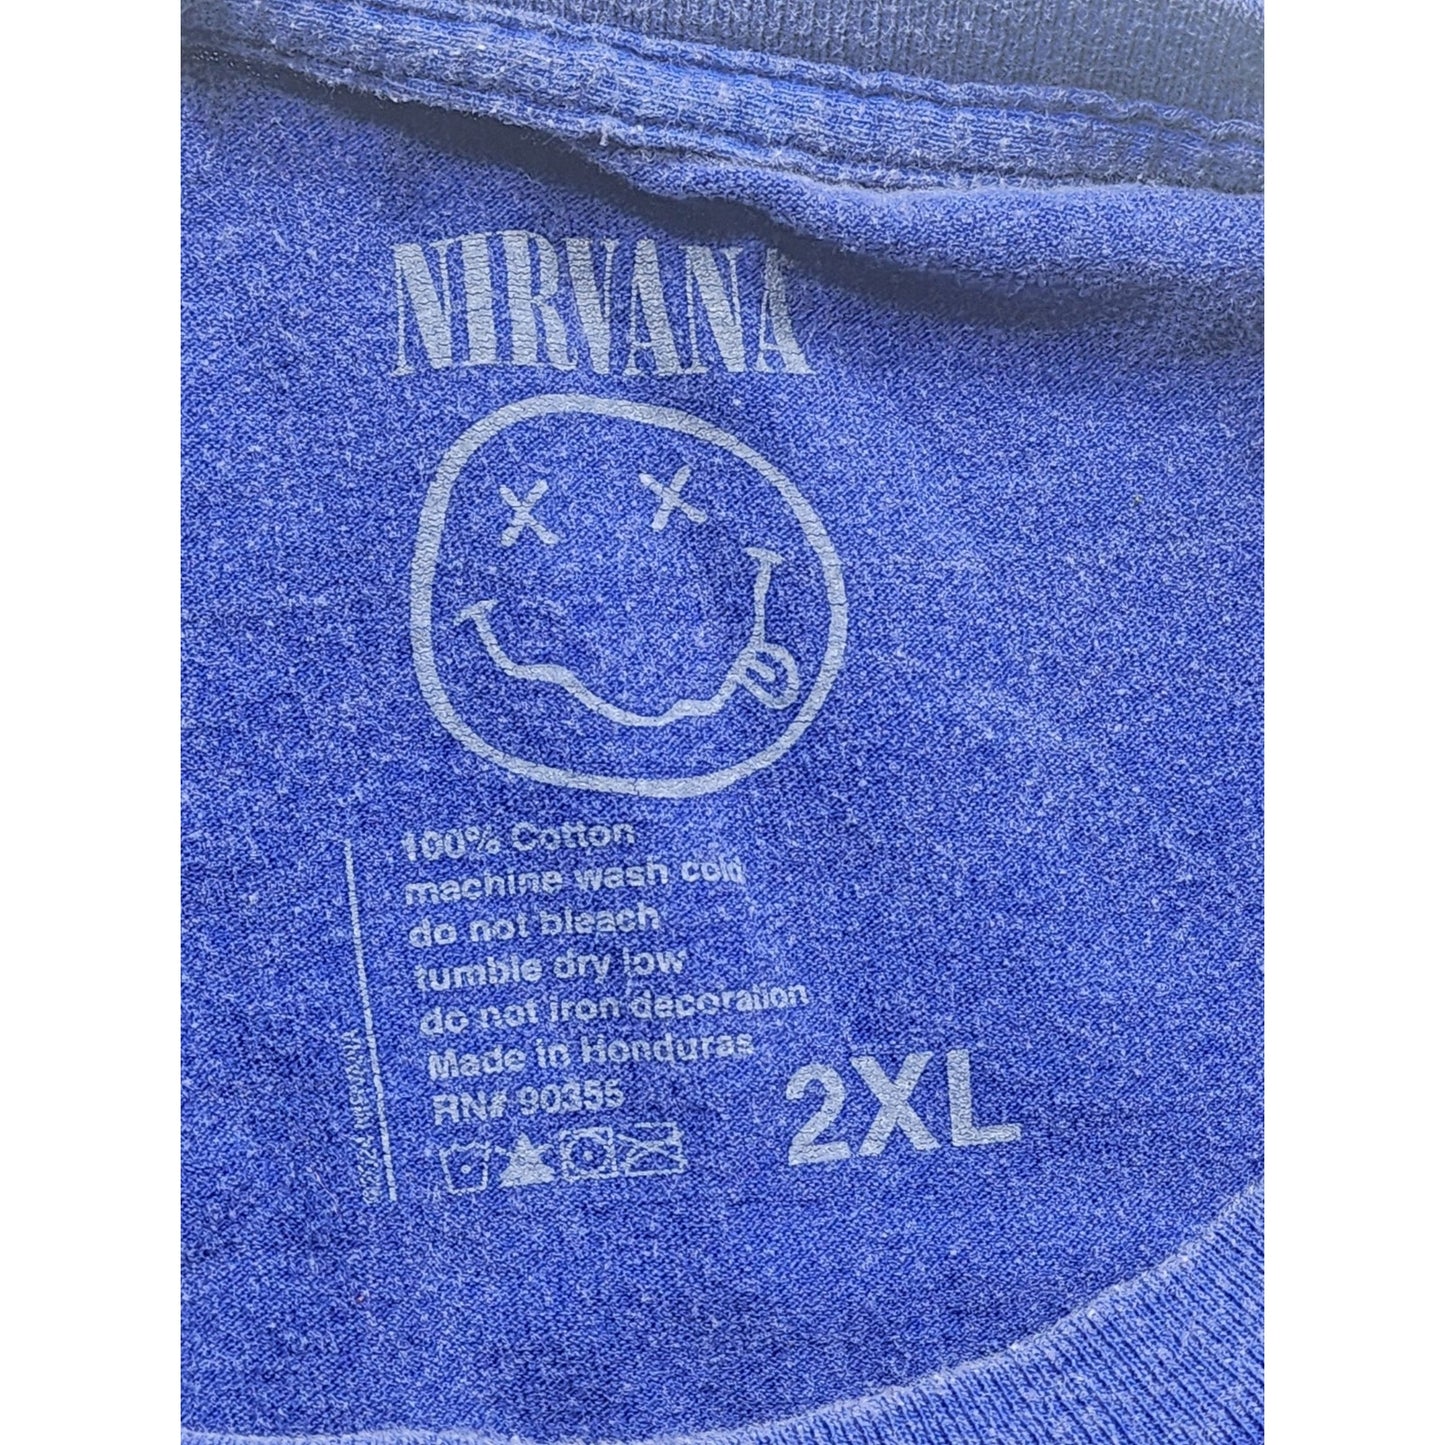 NIRVANA
100% Cotton
machine wash cold
do not bleach
tumble dry low
do not iron decoration
Made in Honduras
RN# 90355
2XL